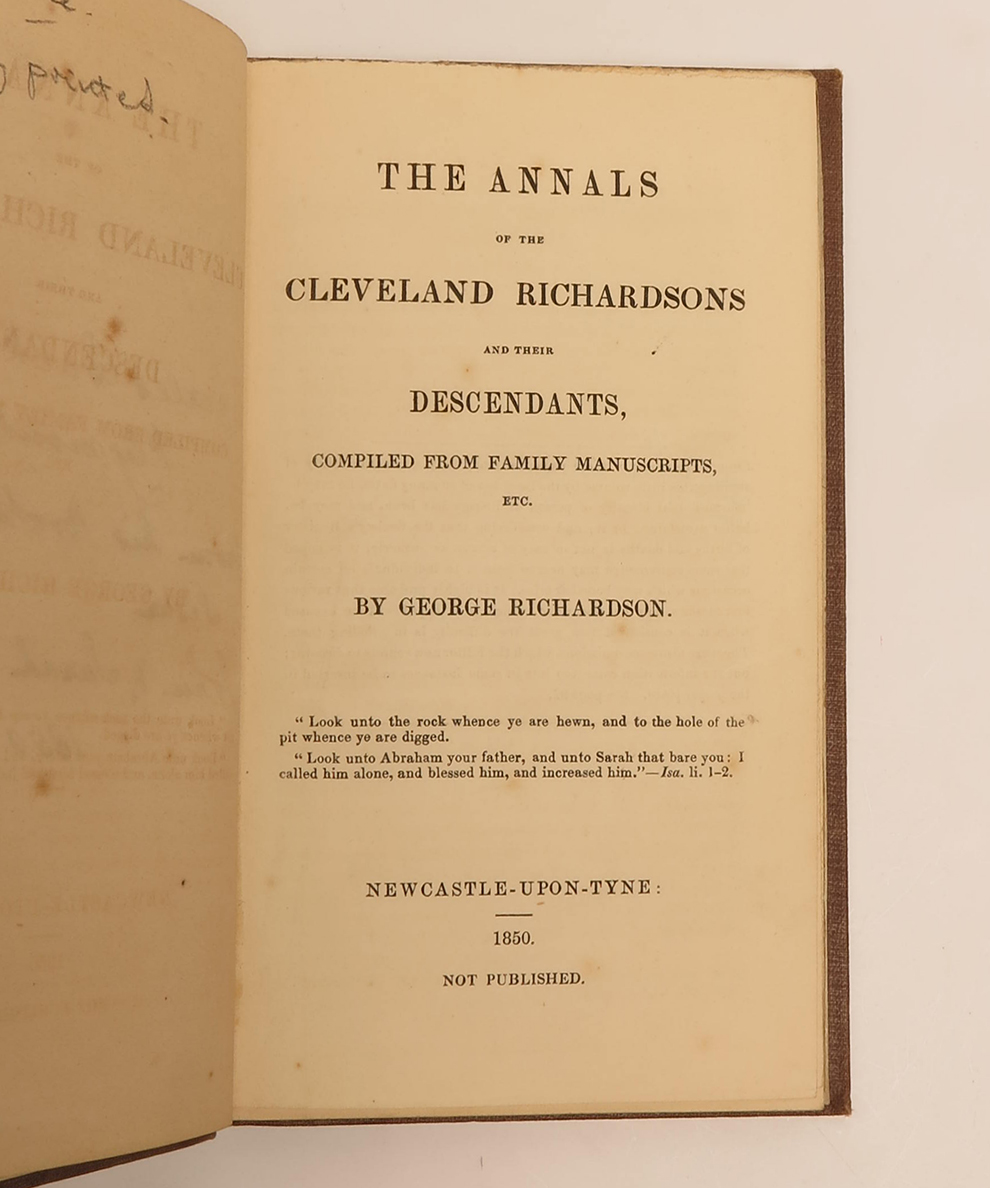 printed.
THE ANNALS
OF THE
CLEVELAND RICHARDSONS
AND THEIR
DESCENDANTS,
COMPILED FROM FAMILY MANUSCRIPTS,
ETC.
BY GEORGE RICHARDSON.
“ Look unto the rock whence ye are hewn, and to the hole of the
pit whence ye are digged.
“ Look unto Abraham your father, and unto Sarah that bare you: I
called him alone, and blessed him, and increased him.”—Isa. li. 1–2.
NEWCASTLE-UPON-TYNE:
1850.
NOT PUBLISHED.